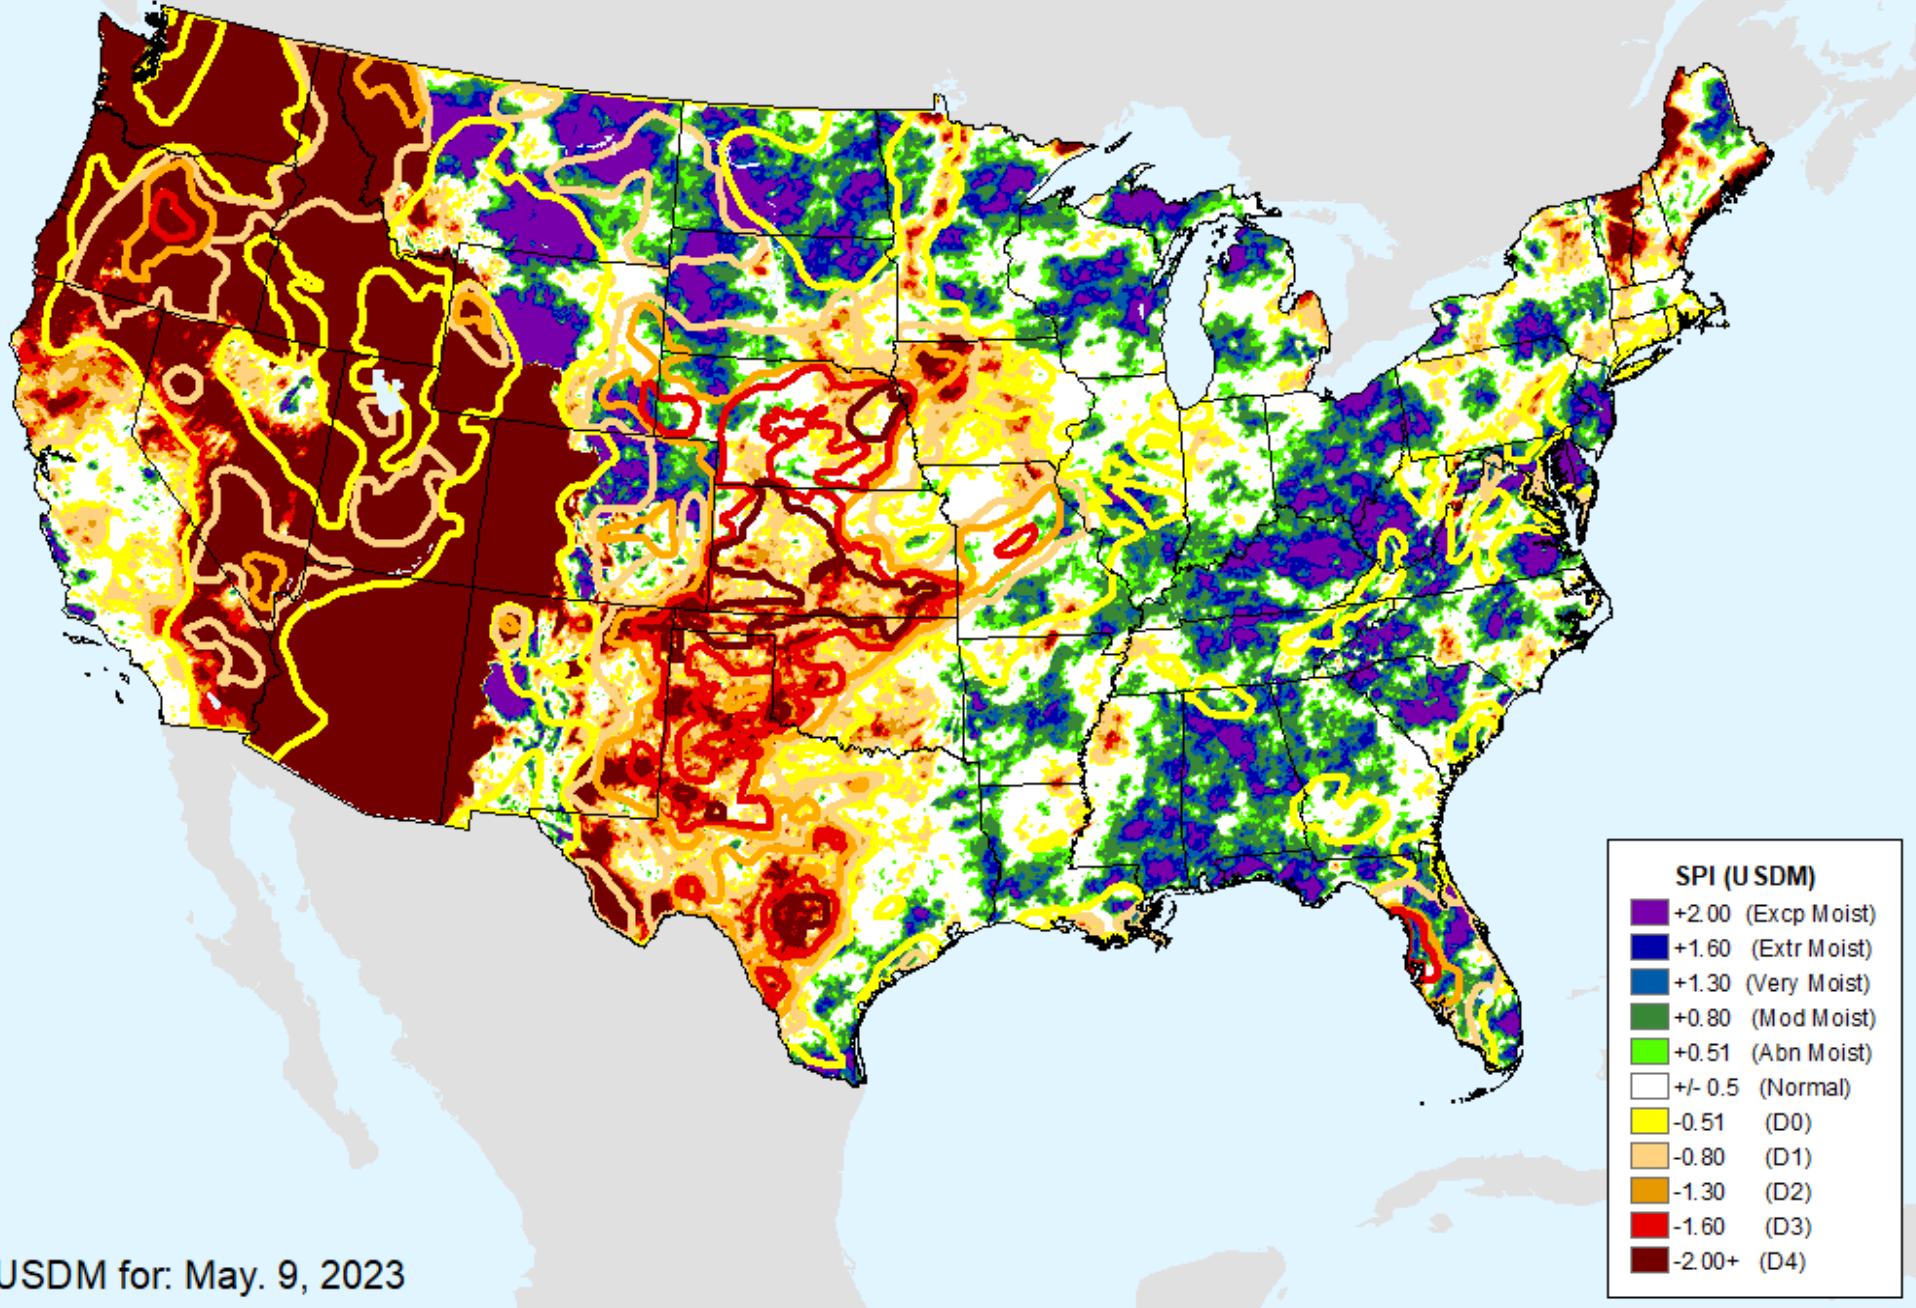 SPI (USDM)
+2.00 (Excp Moist)
+1.60 (Extr Moist)
+1.30 (Very Moist)
+0.80 (Mod Moist)
+0.51 (Abn Moist)
+/- 0.5 (Normal)
-0.51 (D0)
-0.80 (D1)
-1.30 (D2)
-1.60 (D3)
-2.00+ (D4)
USDM for: May. 9, 2023